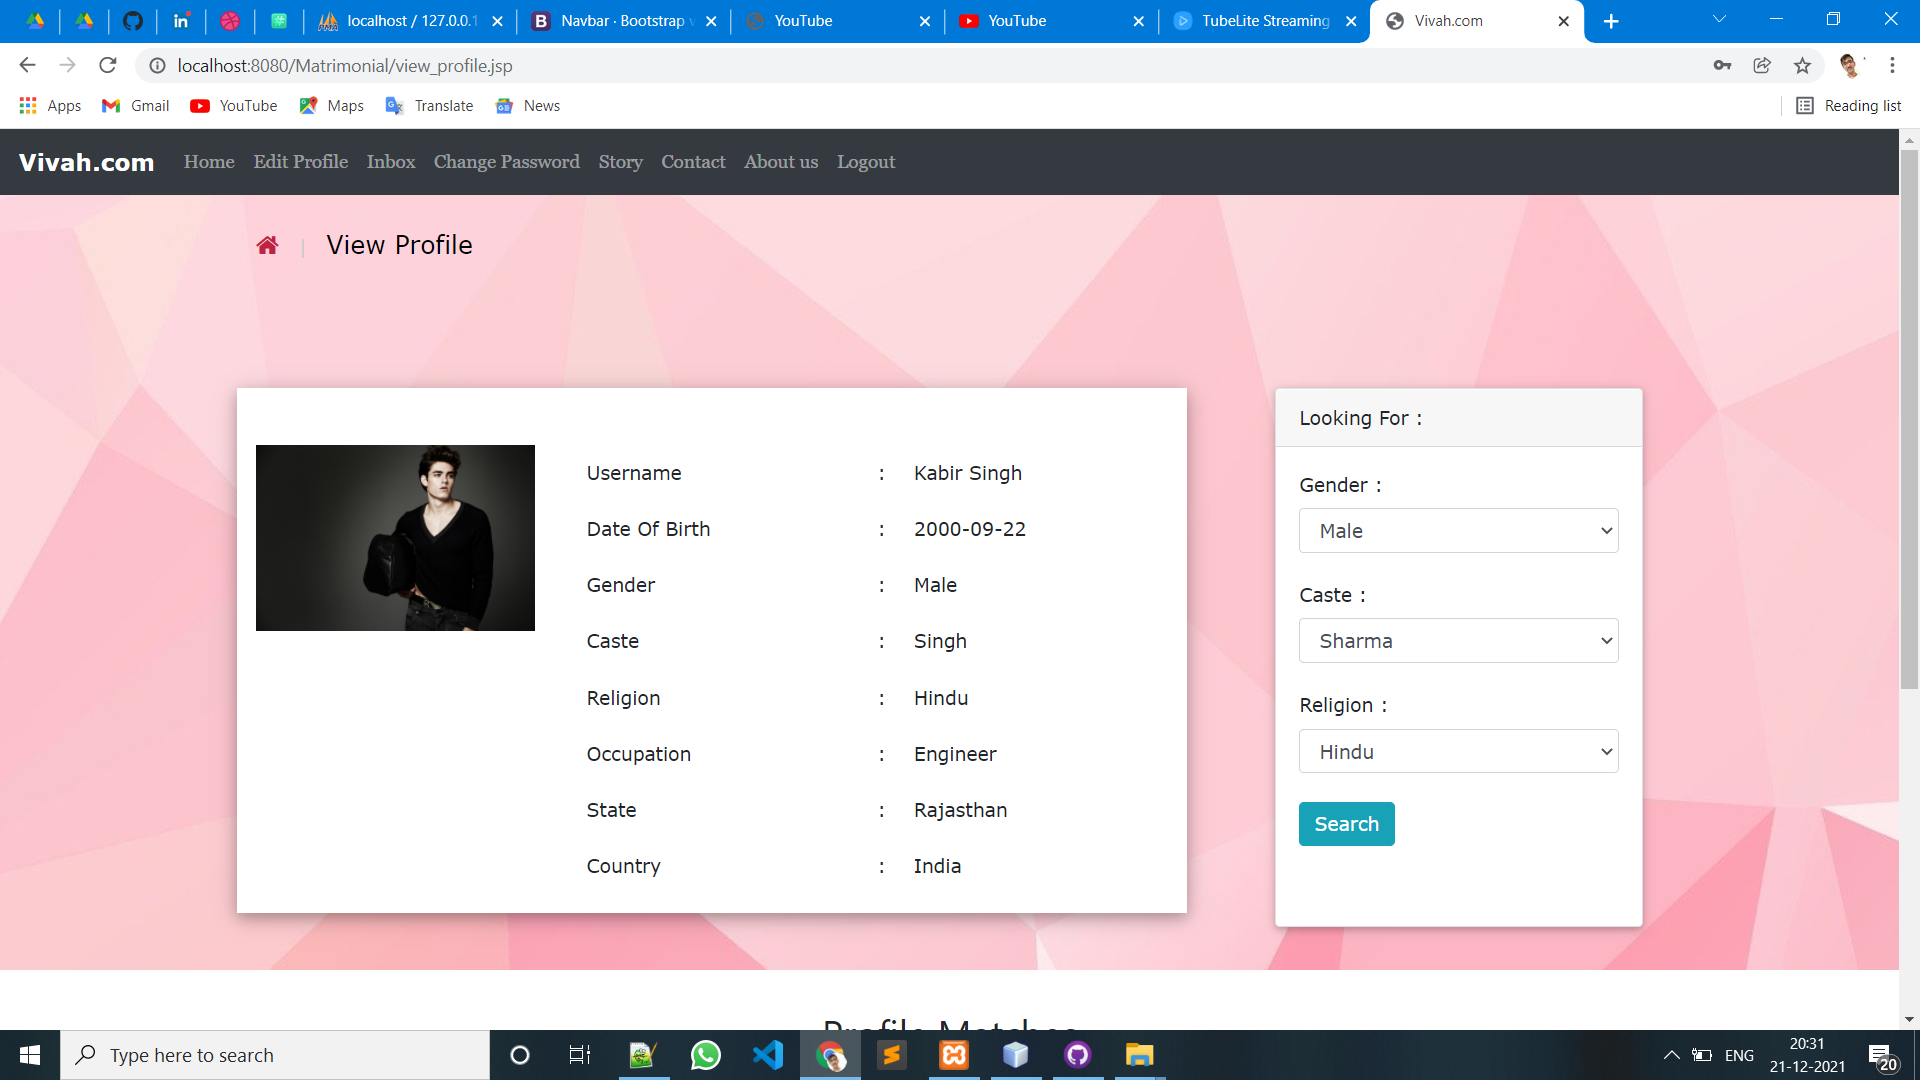 localhost / 127.0.0.1
Navbar · Bootstrap v
YouTube
YouTube
TubeLite Streaming
Vivah.com
localhost:8080/Matrimonial/view_profile.jsp
Apps
Gmail
YouTube
Maps
Translate
News
Reading list
Vivah.com
Home
Edit Profile
Inbox
Change Password
Story
Contact
About us
Logout
| View Profile
Username : Kabir Singh
Date Of Birth : 2000-09-22
Gender : Male
Caste : Singh
Religion : Hindu
Occupation : Engineer
State : Rajasthan
Country : India
Looking For :
Gender :
Male
Caste :
Sharma
Religion :
Hindu
Search
Profile Matches
Type here to search
ENG
20:31
21-12-2021
20